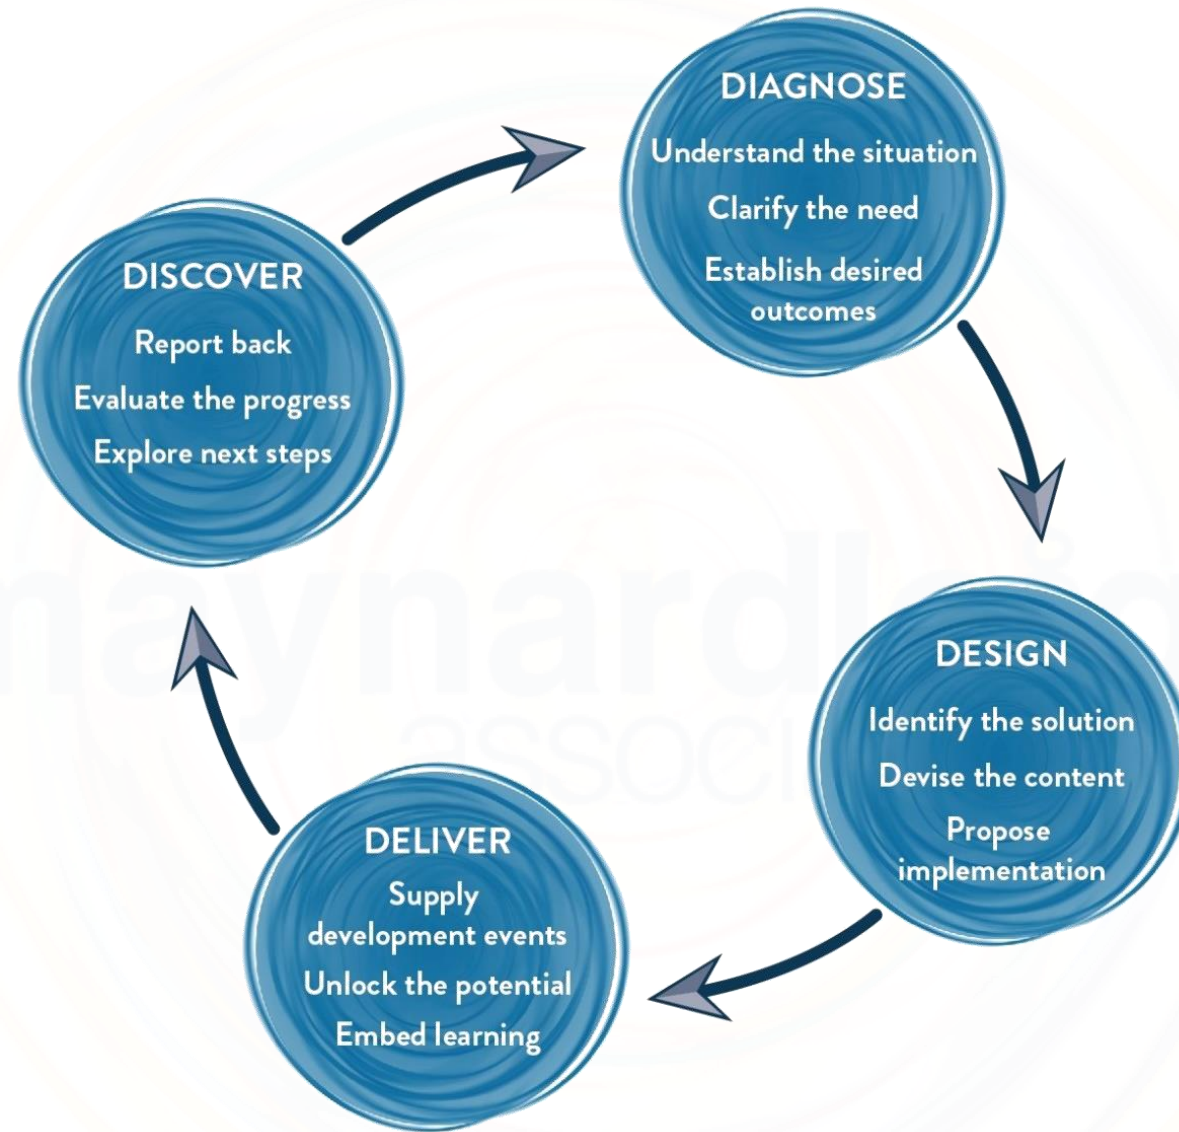 DIAGNOSE
Understand the situation
Clarify the need
Establish desired
outcomes
DESIGN
Identify the solution
Devise the content
Propose
implementation
DELIVER
Supply
development events
Unlock the potential
Embed learning
DISCOVER
Report back
Evaluate the progress
Explore next steps